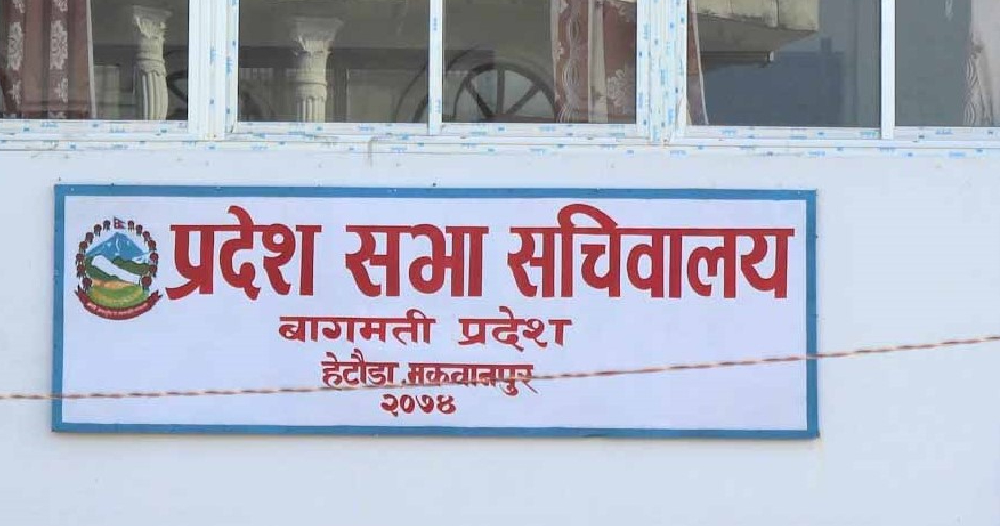 प्रदेश सभा सचिवालय
बागमती प्रदेश
हेटौडा,मकवानपुर
२०७४